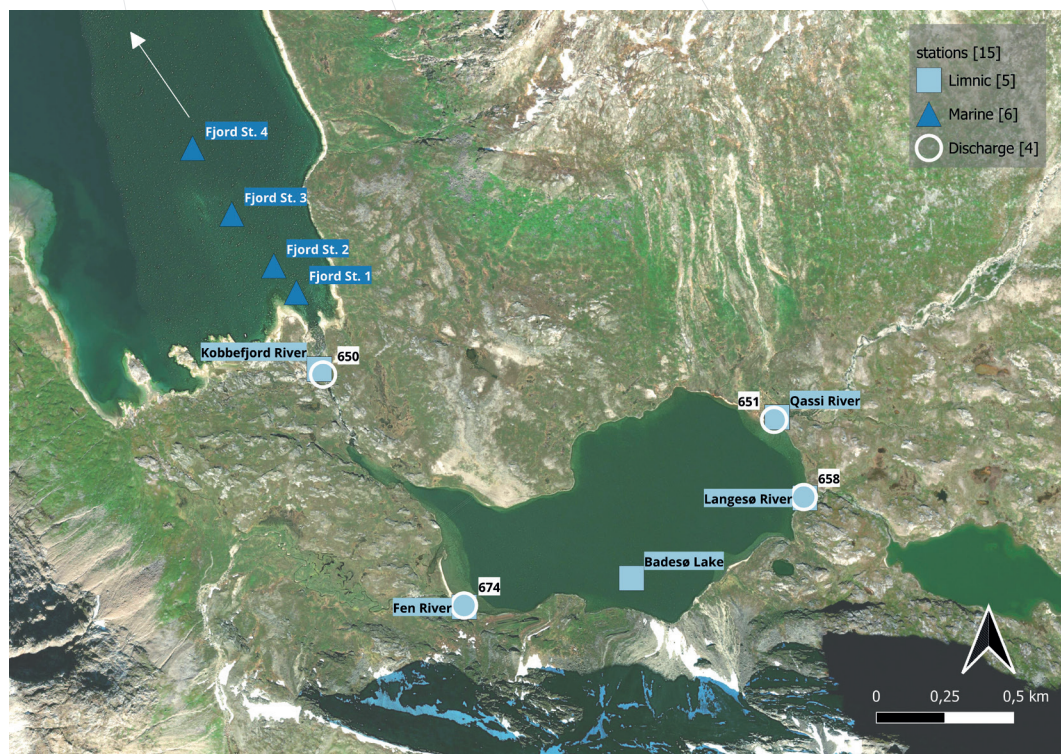 stations [15]
Limnic [5]
Marine [6]
Discharge [4]
Fjord St. 4
Fjord St. 3
Fjord St. 2
Fjord St. 1
Kobbefjord River
650
651
Qassi River
658
Langesø River
Badesø Lake
674
Fen River
0 0,25 0,5 km